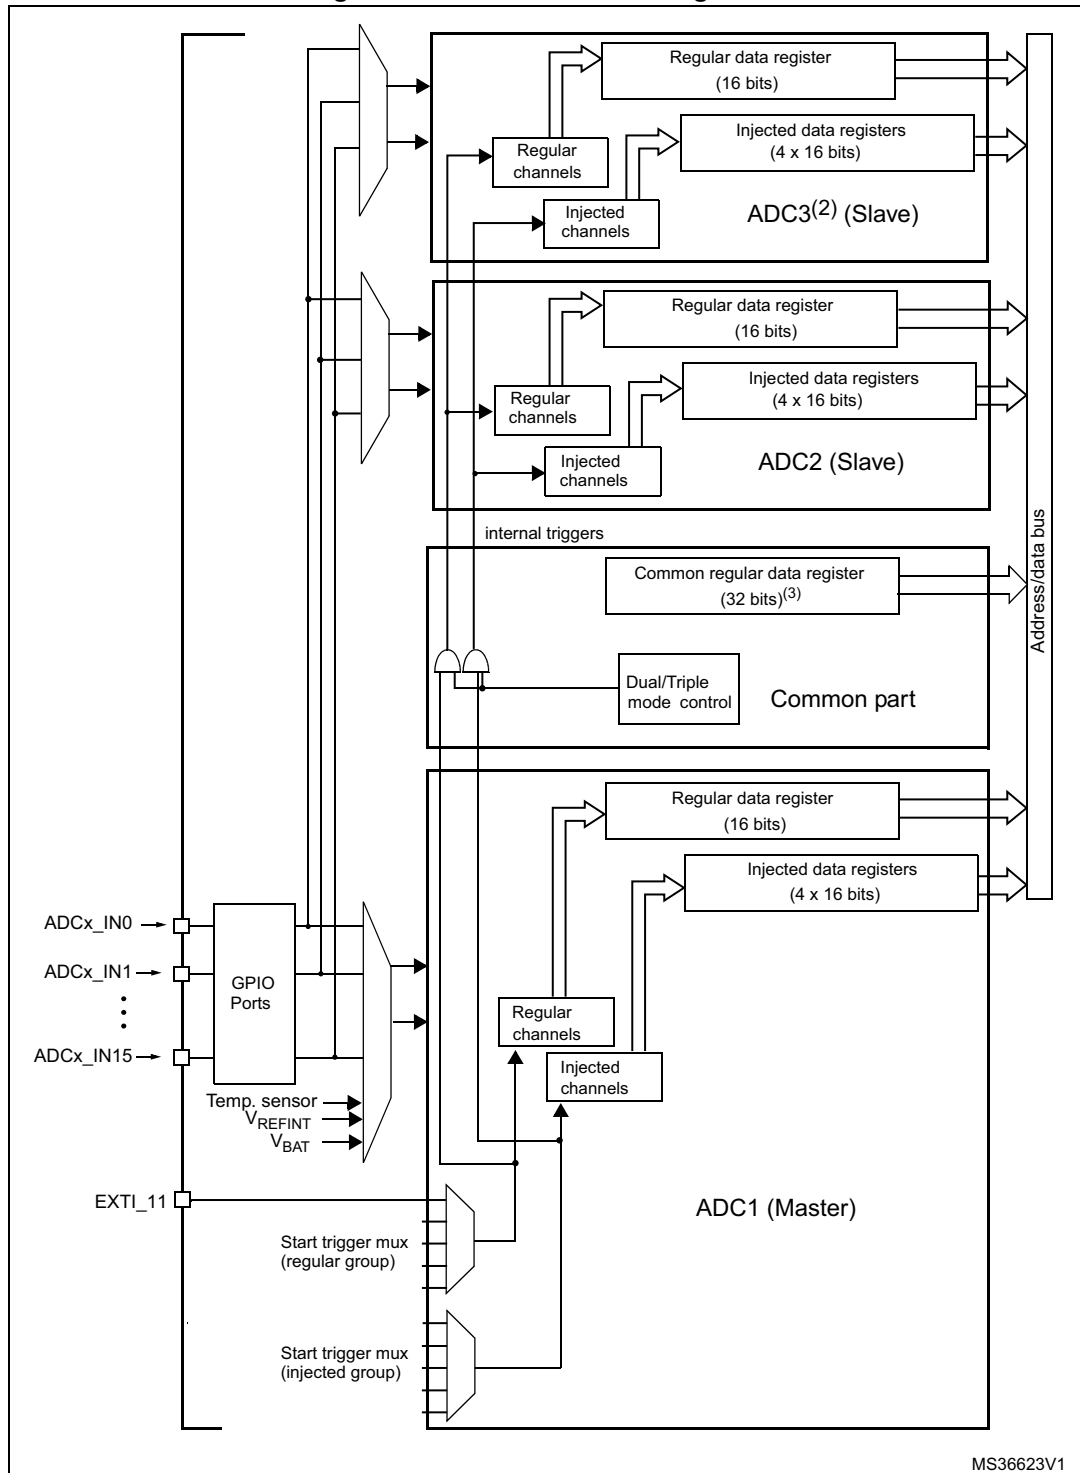 Regular data register
(16 bits)
Injected data registers
(4 x 16 bits)
Regular
channels
Injected
channels
ADC3(2) (Slave)
Regular data register
(16 bits)
Injected data registers
(4 x 16 bits)
Regular
channels
Injected
channels
ADC2 (Slave)
internal triggers
Common regular data register
(32 bits)(3)
Dual/Triple
mode control
Common part
Address/data bus
Regular data register
(16 bits)
Injected data registers
(4 x 16 bits)
ADCx_IN0
ADCx_IN1
ADCx_IN15
GPIO
Ports
Regular
channels
Injected
channels
Temp. sensor
VREFINT
VBAT
EXTI_11
ADC1 (Master)
Start trigger mux
(regular group)
Start trigger mux
(injected group)
MS36623V1